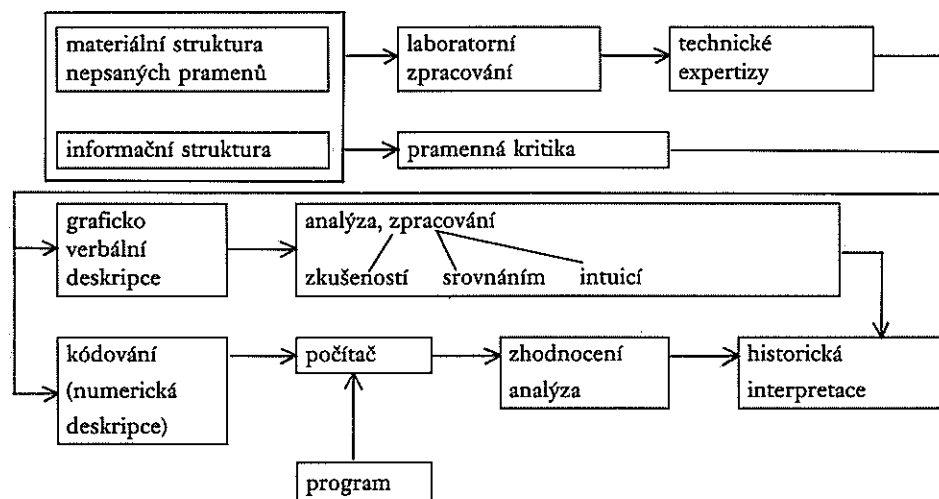 materiální struktura
nepsaných pramenů
laboratorní
zpracování
technické
expertizy
informační struktura
pramenná kritika
graficko
verbální
deskripce
analýza, zpracování
zkušeností srovnáním intuicí
kódování
(numerická
deskripce)
počítač
zhodnocení
analýza
historická
interpretace
program